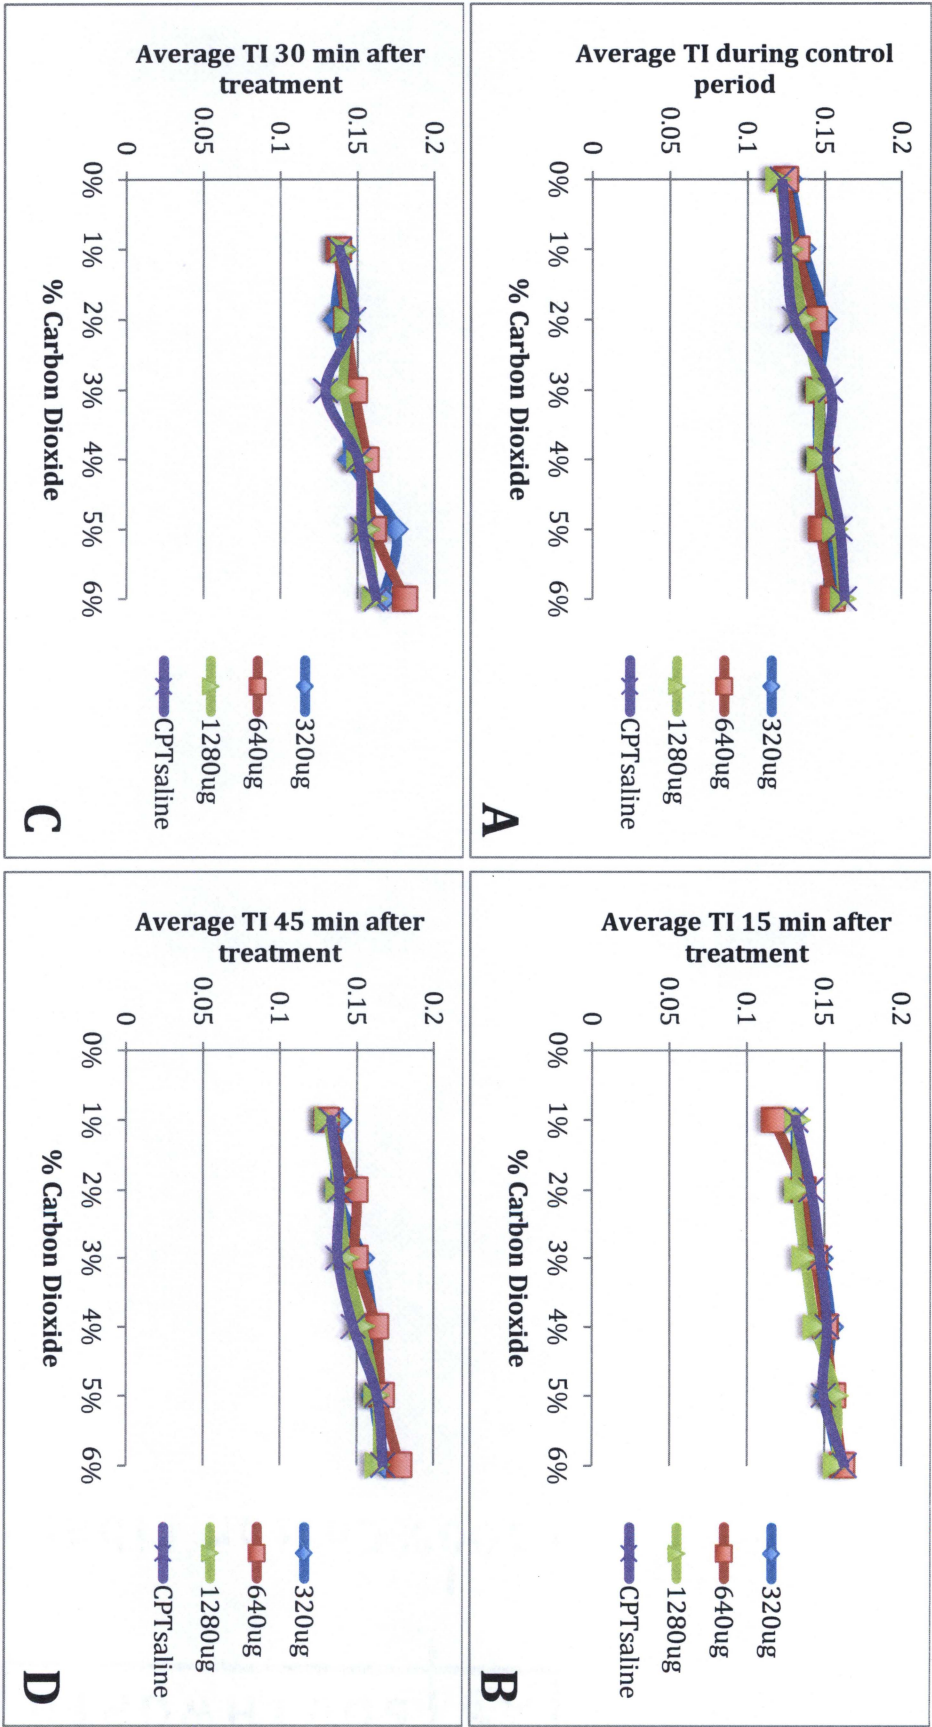 Average TI during control
period
0.2
0.15
0.1
0.05
0
0%
1%
2%
3%
4%
5%
6%
% Carbon Dioxide
320ug
640ug
1280ug
CPTsaline
A
Average TI 15 min after
treatment
0.2
0.15
0.1
0.05
0
0%
1%
2%
3%
4%
5%
6%
% Carbon Dioxide
320ug
640ug
1280ug
CPTsaline
B
Average TI 30 min after
treatment
0.2
0.15
0.1
0.05
0
0%
1%
2%
3%
4%
5%
6%
% Carbon Dioxide
320ug
640ug
1280ug
CPTsaline
C
Average TI 45 min after
treatment
0.2
0.15
0.1
0.05
0
0%
1%
2%
3%
4%
5%
6%
% Carbon Dioxide
320ug
640ug
1280ug
CPTsaline
D